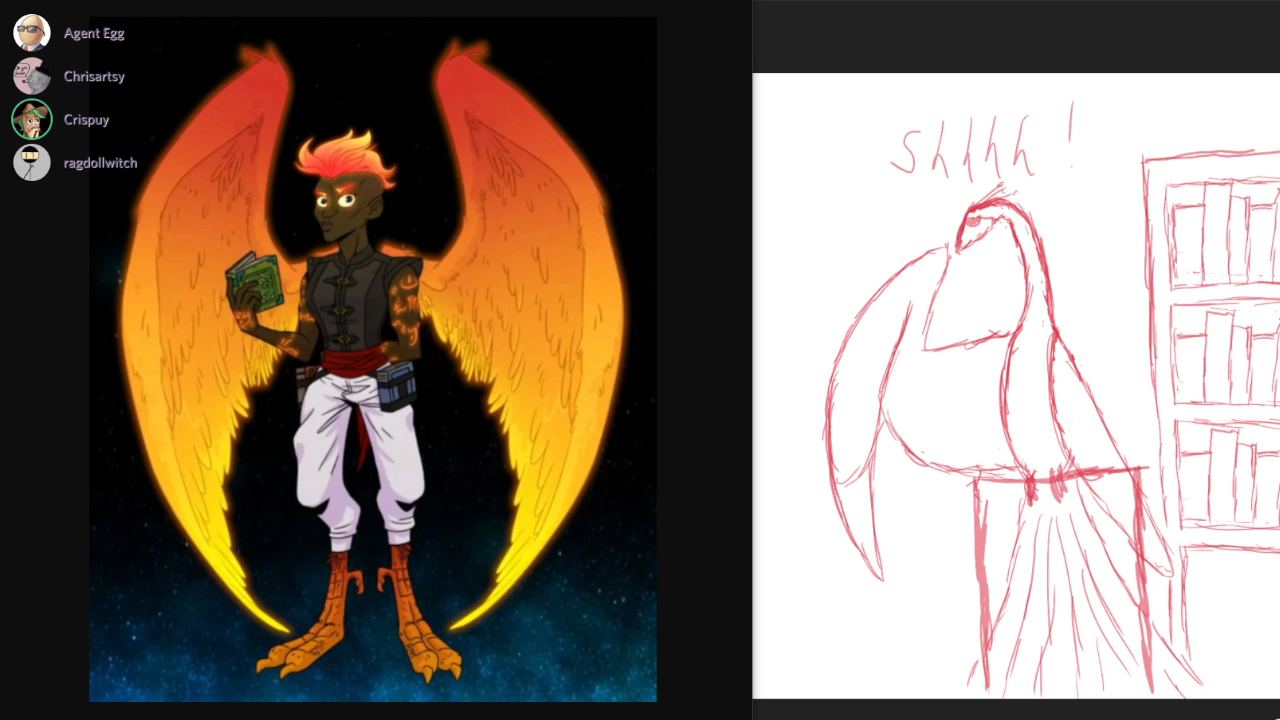 Agent Egg
Chrisartsy
Crispuy
ragdollwitch
shhh!